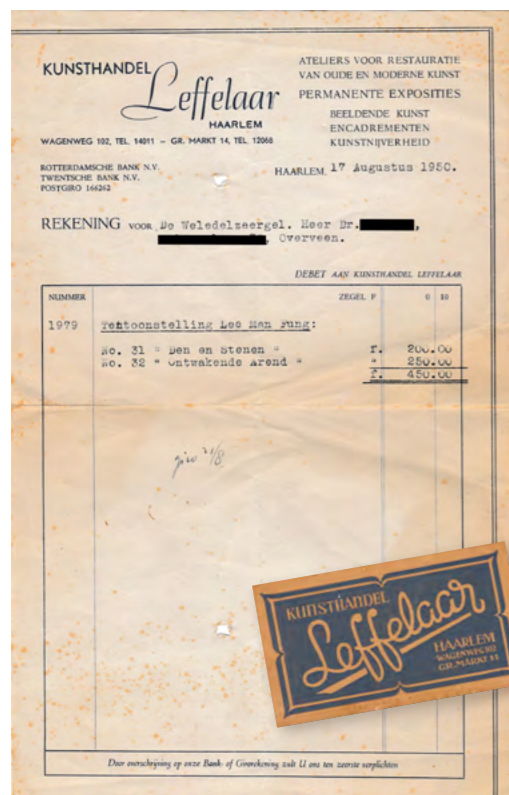 KUNSTHANDEL
Leffelaar
HAARLEM
WAGENWEG 102, TEL. 14011 – GR. MARKT 14, TEL. 12068
ATELIERS VOOR RESTAURATIE
VAN OUDE EN MODERNE KUNST
PERMANENTE EXPOSITIES
BEELDENDE KUNST
ENCADREMENTEN
KUNSTNIJVERHEID
ROTTERDAMSCHE BANK N.V.
TWENTSCHE BANK N.V.
POSTGIRO 166262
HAARLEM, 17 Augustus 1950.
REKENING VOOR De Weledelzeergel. Heer Dr. ,
, Overveen.
DEBET AAN KUNSTHANDEL LEFFELAAR
NUMMER ZEGEL F 0 10
1979 Tentoonstelling Lee Man Fung:
No. 31 " Den en Stenen " f. 200.00
No. 32 " Ontwakende Arend " " 250.00
f. 450.00
giro /8
KUNSTHANDEL
Leffelaar
HAARLEM
WAGENWEG 102
GR. MARKT 14
Door overschrijving op onze Bank- of Girorekening zult U ons ten zeerste verplichten